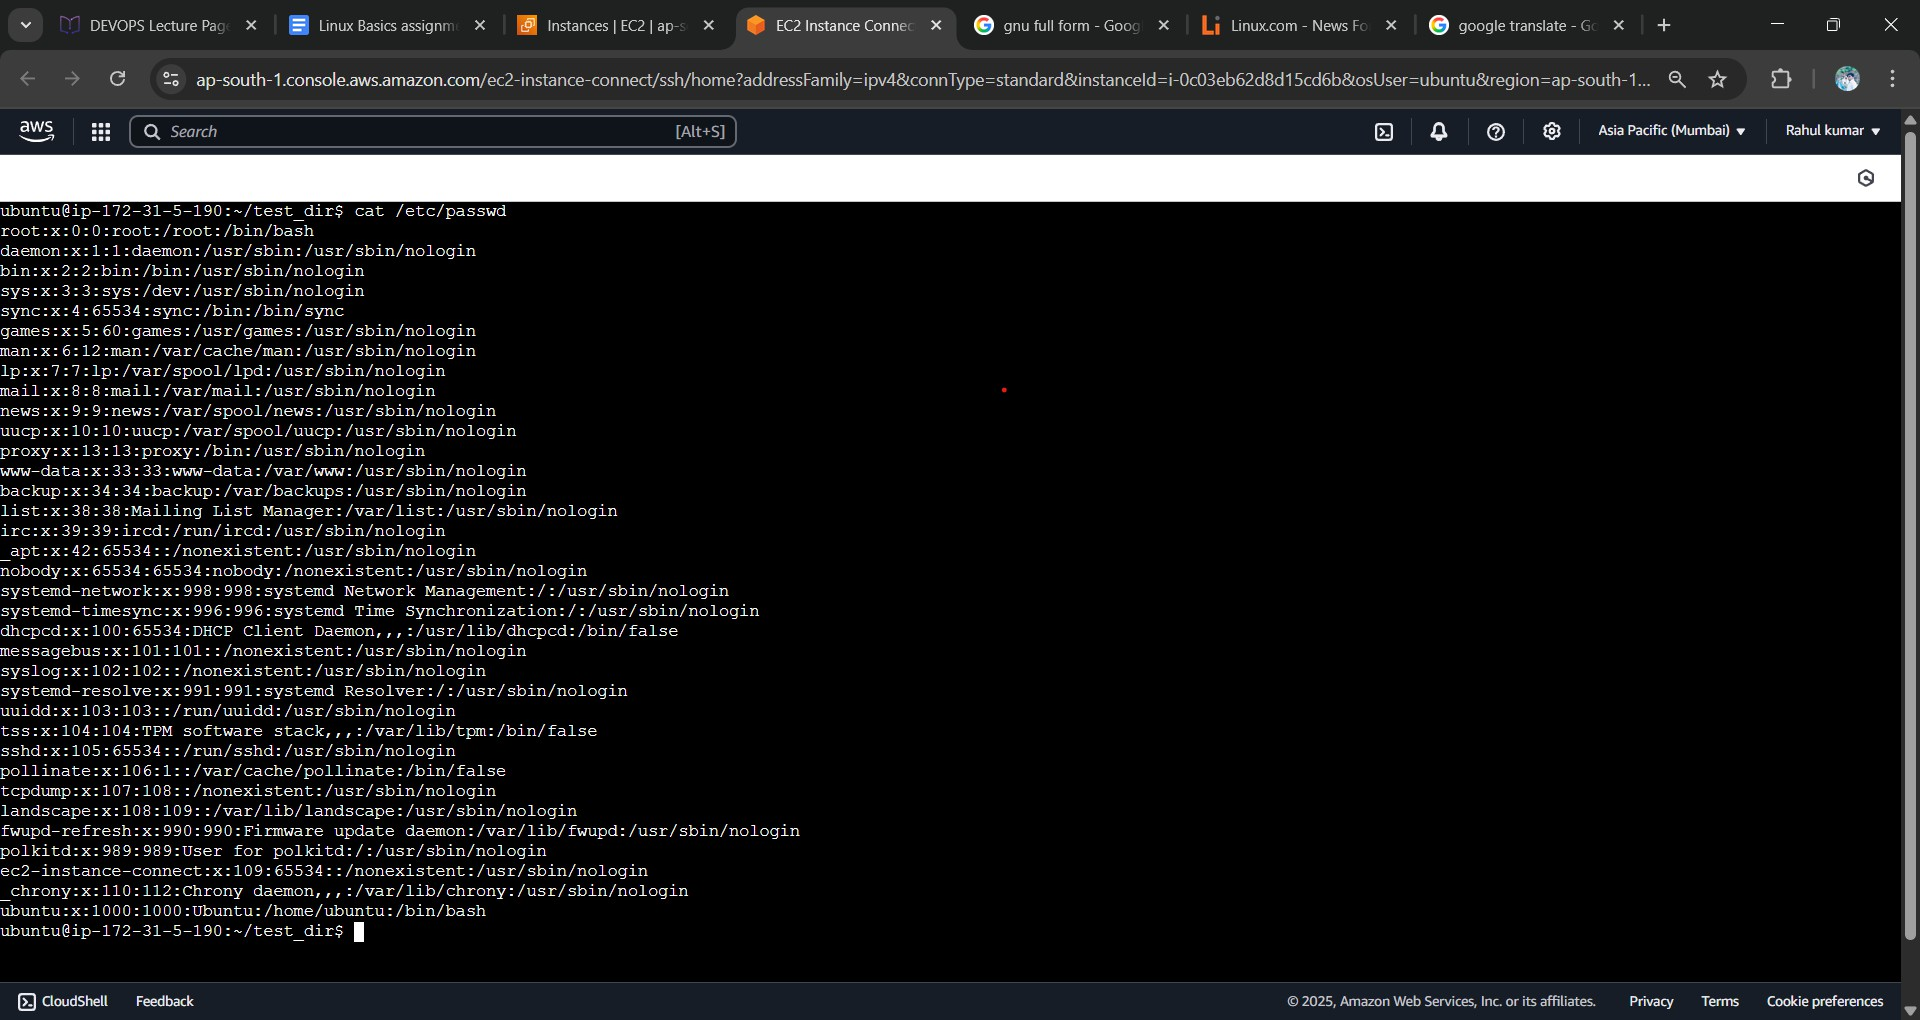 DEVOPS Lecture Pag
Linux Basics assignm
Instances | EC2 | ap-s
EC2 Instance Connec
gnu full form - Goog
Linux.com - News Fo
google translate - Go
ap-south-1.console.aws.amazon.com/ec2-instance-connect/ssh/home?addressFamily=ipv4&connType=standard&instanceId=i-0c03eb62d8d15cd6b&osUser=ubuntu&region=ap-south-1...
aws
Search
[Alt+S]
Asia Pacific (Mumbai)
Rahul kumar
ubuntu@ip-172-31-5-190:~/test_dir$ cat /etc/passwd
root:x:0:0:root:/root:/bin/bash
daemon:x:1:1:daemon:/usr/sbin:/usr/sbin/nologin
bin:x:2:2:bin:/bin:/usr/sbin/nologin
sys:x:3:3:sys:/dev:/usr/sbin/nologin
sync:x:4:65534:sync:/bin:/bin/sync
games:x:5:60:games:/usr/games:/usr/sbin/nologin
man:x:6:12:man:/var/cache/man:/usr/sbin/nologin
lp:x:7:7:lp:/var/spool/lpd:/usr/sbin/nologin
mail:x:8:8:mail:/var/mail:/usr/sbin/nologin
news:x:9:9:news:/var/spool/news:/usr/sbin/nologin
uucp:x:10:10:uucp:/var/spool/uucp:/usr/sbin/nologin
proxy:x:13:13:proxy:/bin:/usr/sbin/nologin
www-data:x:33:33:www-data:/var/www:/usr/sbin/nologin
backup:x:34:34:backup:/var/backups:/usr/sbin/nologin
list:x:38:38:Mailing List Manager:/var/list:/usr/sbin/nologin
irc:x:39:39:ircd:/run/ircd:/usr/sbin/nologin
_apt:x:42:65534::/nonexistent:/usr/sbin/nologin
nobody:x:65534:65534:nobody:/nonexistent:/usr/sbin/nologin
systemd-network:x:998:998:systemd Network Management:/:/usr/sbin/nologin
systemd-timesync:x:996:996:systemd Time Synchronization:/:/usr/sbin/nologin
dhcpcd:x:100:65534:DHCP Client Daemon,,,:/usr/lib/dhcpcd:/bin/false
messagebus:x:101:101::/nonexistent:/usr/sbin/nologin
syslog:x:102:102::/nonexistent:/usr/sbin/nologin
systemd-resolve:x:991:991:systemd Resolver:/:/usr/sbin/nologin
uuidd:x:103:103::/run/uuidd:/usr/sbin/nologin
tss:x:104:104:TPM software stack,,,:/var/lib/tpm:/bin/false
sshd:x:105:65534::/run/sshd:/usr/sbin/nologin
pollinate:x:106:1::/var/cache/pollinate:/bin/false
tcpdump:x:107:108::/nonexistent:/usr/sbin/nologin
landscape:x:108:109::/var/lib/landscape:/usr/sbin/nologin
fwupd-refresh:x:990:990:Firmware update daemon:/var/lib/fwupd:/usr/sbin/nologin
polkitd:x:989:989:User for polkitd:/:/usr/sbin/nologin
ec2-instance-connect:x:109:65534::/nonexistent:/usr/sbin/nologin
_chrony:x:110:112:Chrony daemon,,,:/var/lib/chrony:/usr/sbin/nologin
ubuntu:x:1000:1000:Ubuntu:/home/ubuntu:/bin/bash
ubuntu@ip-172-31-5-190:~/test_dir$
CloudShell
Feedback
© 2025, Amazon Web Services, Inc. or its affiliates.
Privacy
Terms
Cookie preferences